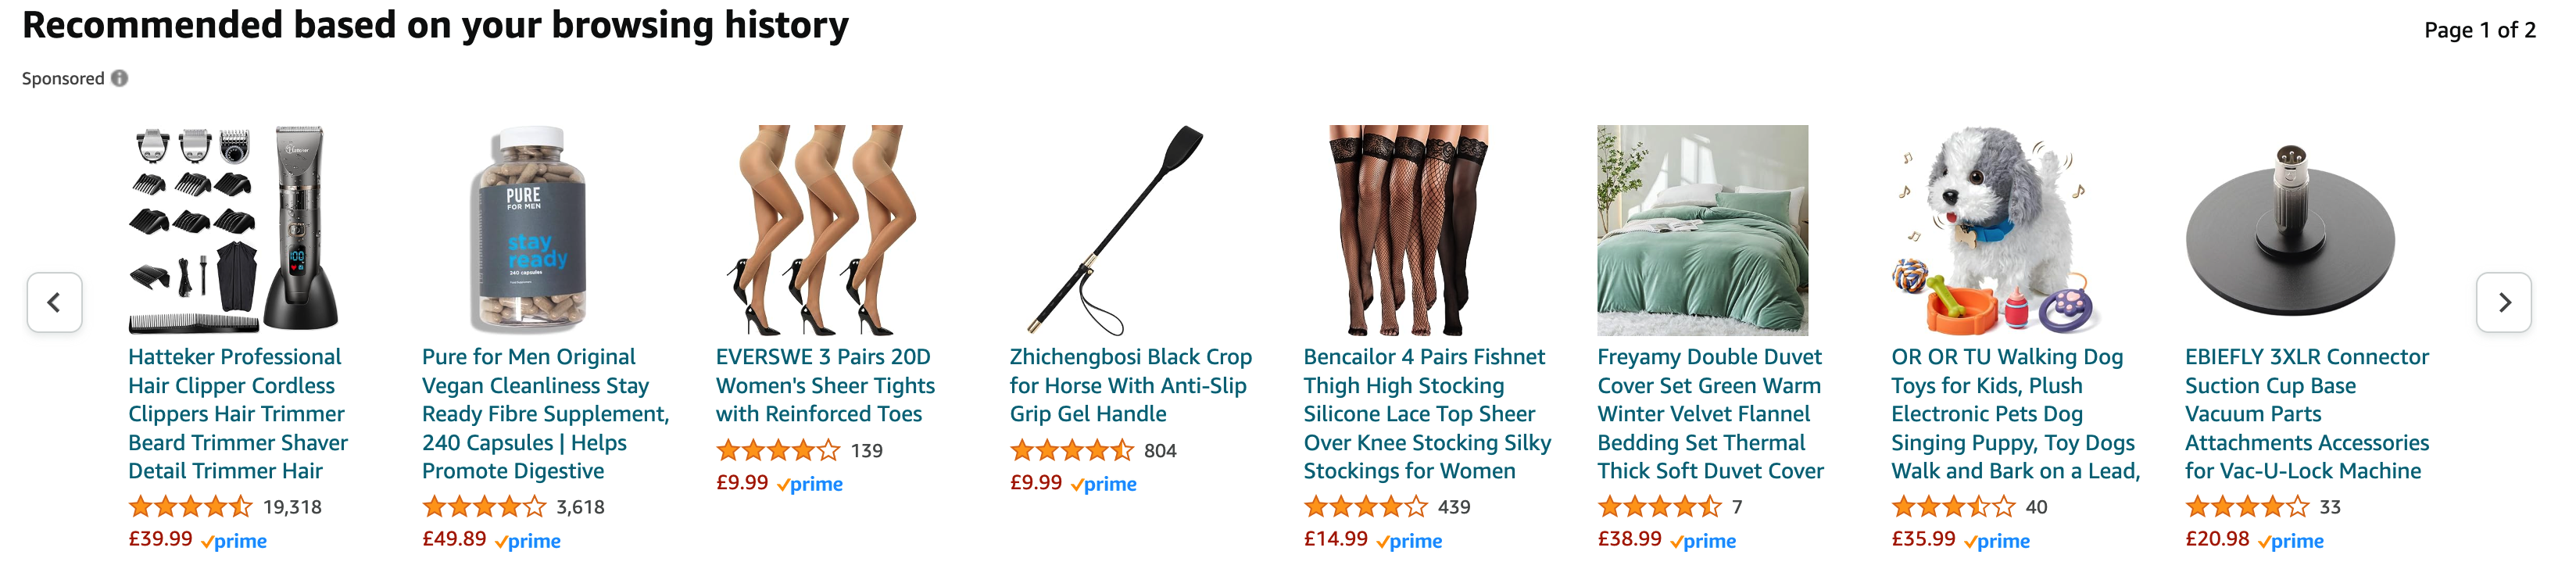 Recommended based on your browsing history
Page 1 of 2
Sponsored
PURE
FOR MEN
stay
ready
240 capsules
100
Hatteker Professional
Hair Clipper Cordless
Clippers Hair Trimmer
Beard Trimmer Shaver
Detail Trimmer Hair
19,318
£39.99 prime
Pure for Men Original
Vegan Cleanliness Stay
Ready Fibre Supplement,
240 Capsules | Helps
Promote Digestive
3,618
£49.89 prime
EVERSWE 3 Pairs 20D
Women's Sheer Tights
with Reinforced Toes
139
£9.99 prime
Zhichengbosi Black Crop
for Horse With Anti-Slip
Grip Gel Handle
804
£9.99 prime
Bencailor 4 Pairs Fishnet
Thigh High Stocking
Silicone Lace Top Sheer
Over Knee Stocking Silky
Stockings for Women
439
£14.99 prime
Freyamy Double Duvet
Cover Set Green Warm
Winter Velvet Flannel
Bedding Set Thermal
Thick Soft Duvet Cover
7
£38.99 prime
OR OR TU Walking Dog
Toys for Kids, Plush
Electronic Pets Dog
Singing Puppy, Toy Dogs
Walk and Bark on a Lead,
40
£35.99 prime
EBIEFLY 3XLR Connector
Suction Cup Base
Vacuum Parts
Attachments Accessories
for Vac-U-Lock Machine
33
£20.98 prime